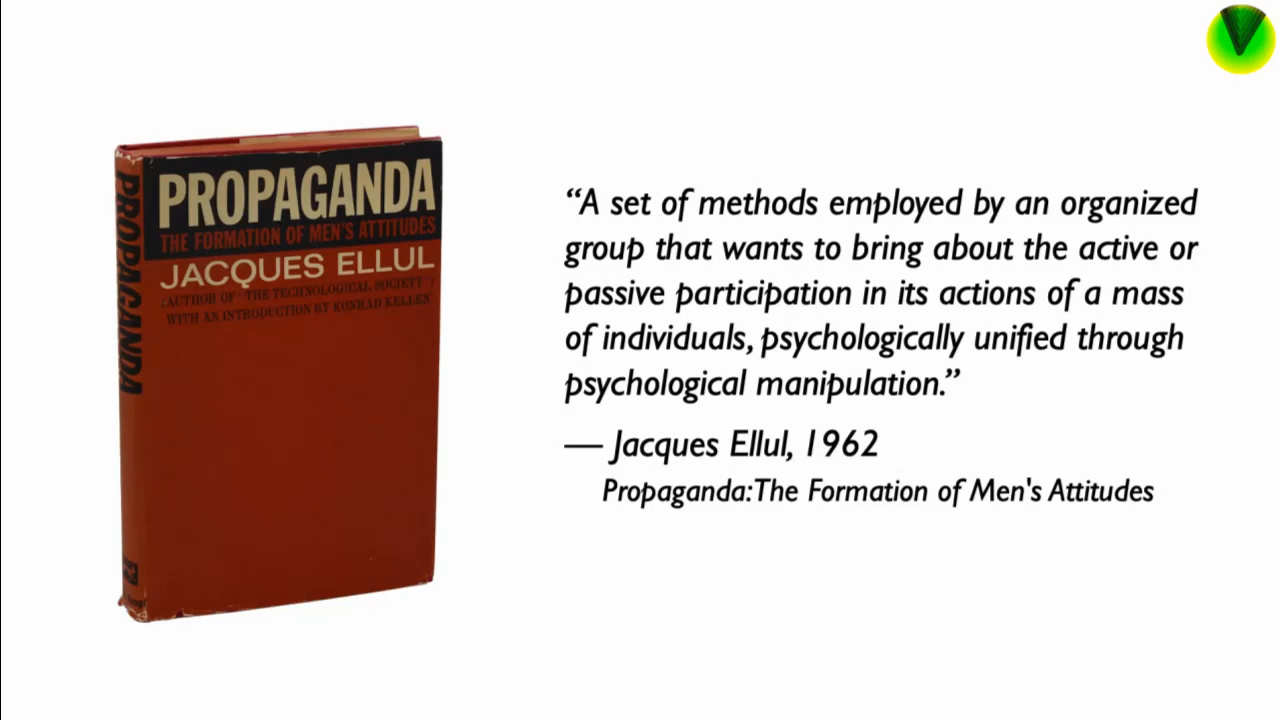 PROPAGANDA
PROPAGANDA
THE FORMATION OF MEN'S ATTITUDES
JACQUES ELLUL
(AUTHOR OF "THE TECHNOLOGICAL SOCIETY")
WITH AN INTRODUCTION BY KONRAD KELLEN
“A set of methods employed by an organized
group that wants to bring about the active or
passive participation in its actions of a mass
of individuals, psychologically unified through
psychological manipulation.”
— Jacques Ellul, 1962
Propaganda: The Formation of Men's Attitudes